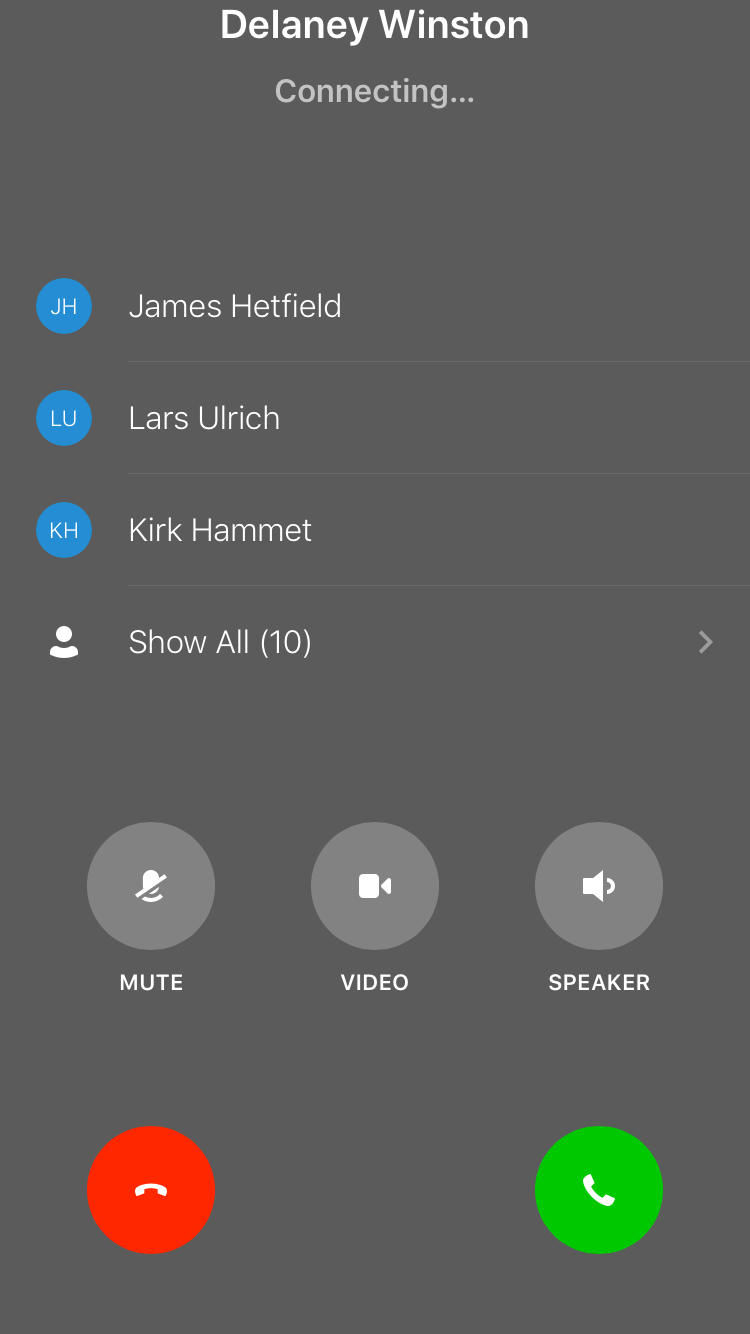 Delaney Winston
Connecting...
JH James Hetfield
LU Lars Ulrich
KH Kirk Hammet
Show All (10)
MUTE VIDEO SPEAKER